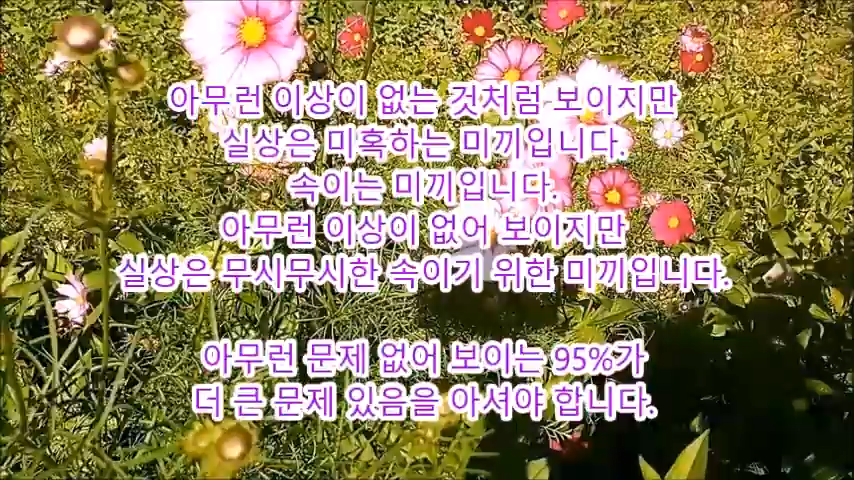 아무런 이상이 없는 것처럼 보이지만
실상은 미혹하는 미끼입니다.
속이는 미끼입니다.
아무런 이상이 없어 보이지만
실상은 무시무시한 속이기 위한 미끼입니다.
아무런 문제 없어 보이는 95%가
더 큰 문제 있음을 아셔야 합니다.